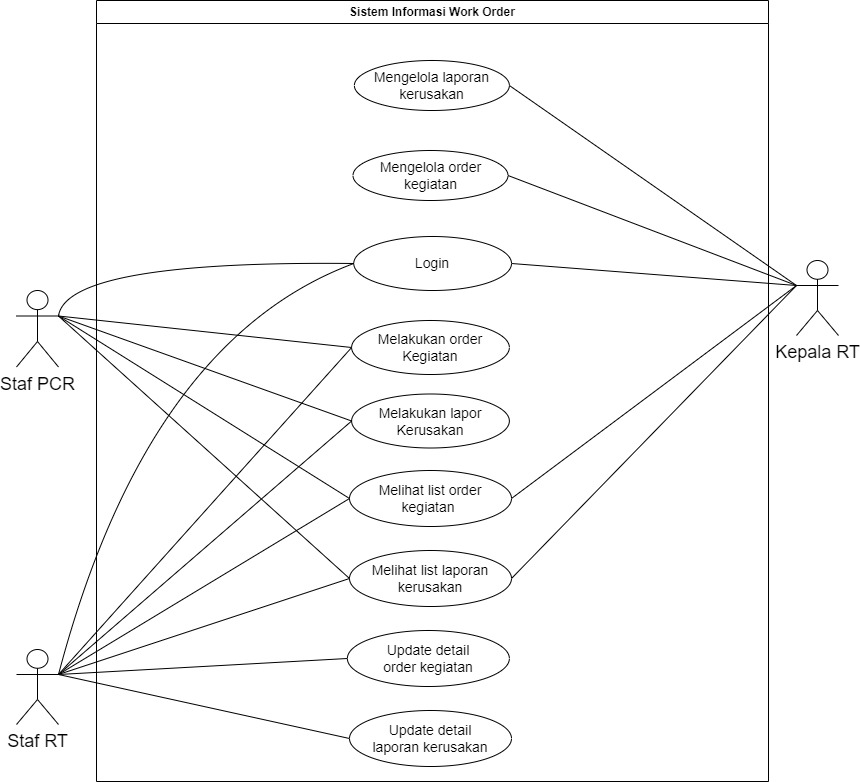 Sistem Informasi Work Order
Mengelola laporan
kerusakan
Mengelola order
kegiatan
Login
Melakukan order
Kegiatan
Melakukan lapor
Kerusakan
Melihat list order
kegiatan
Melihat list laporan
kerusakan
Update detail
order kegiatan
Update detail
laporan kerusakan
Staf PCR
Staf RT
Kepala RT